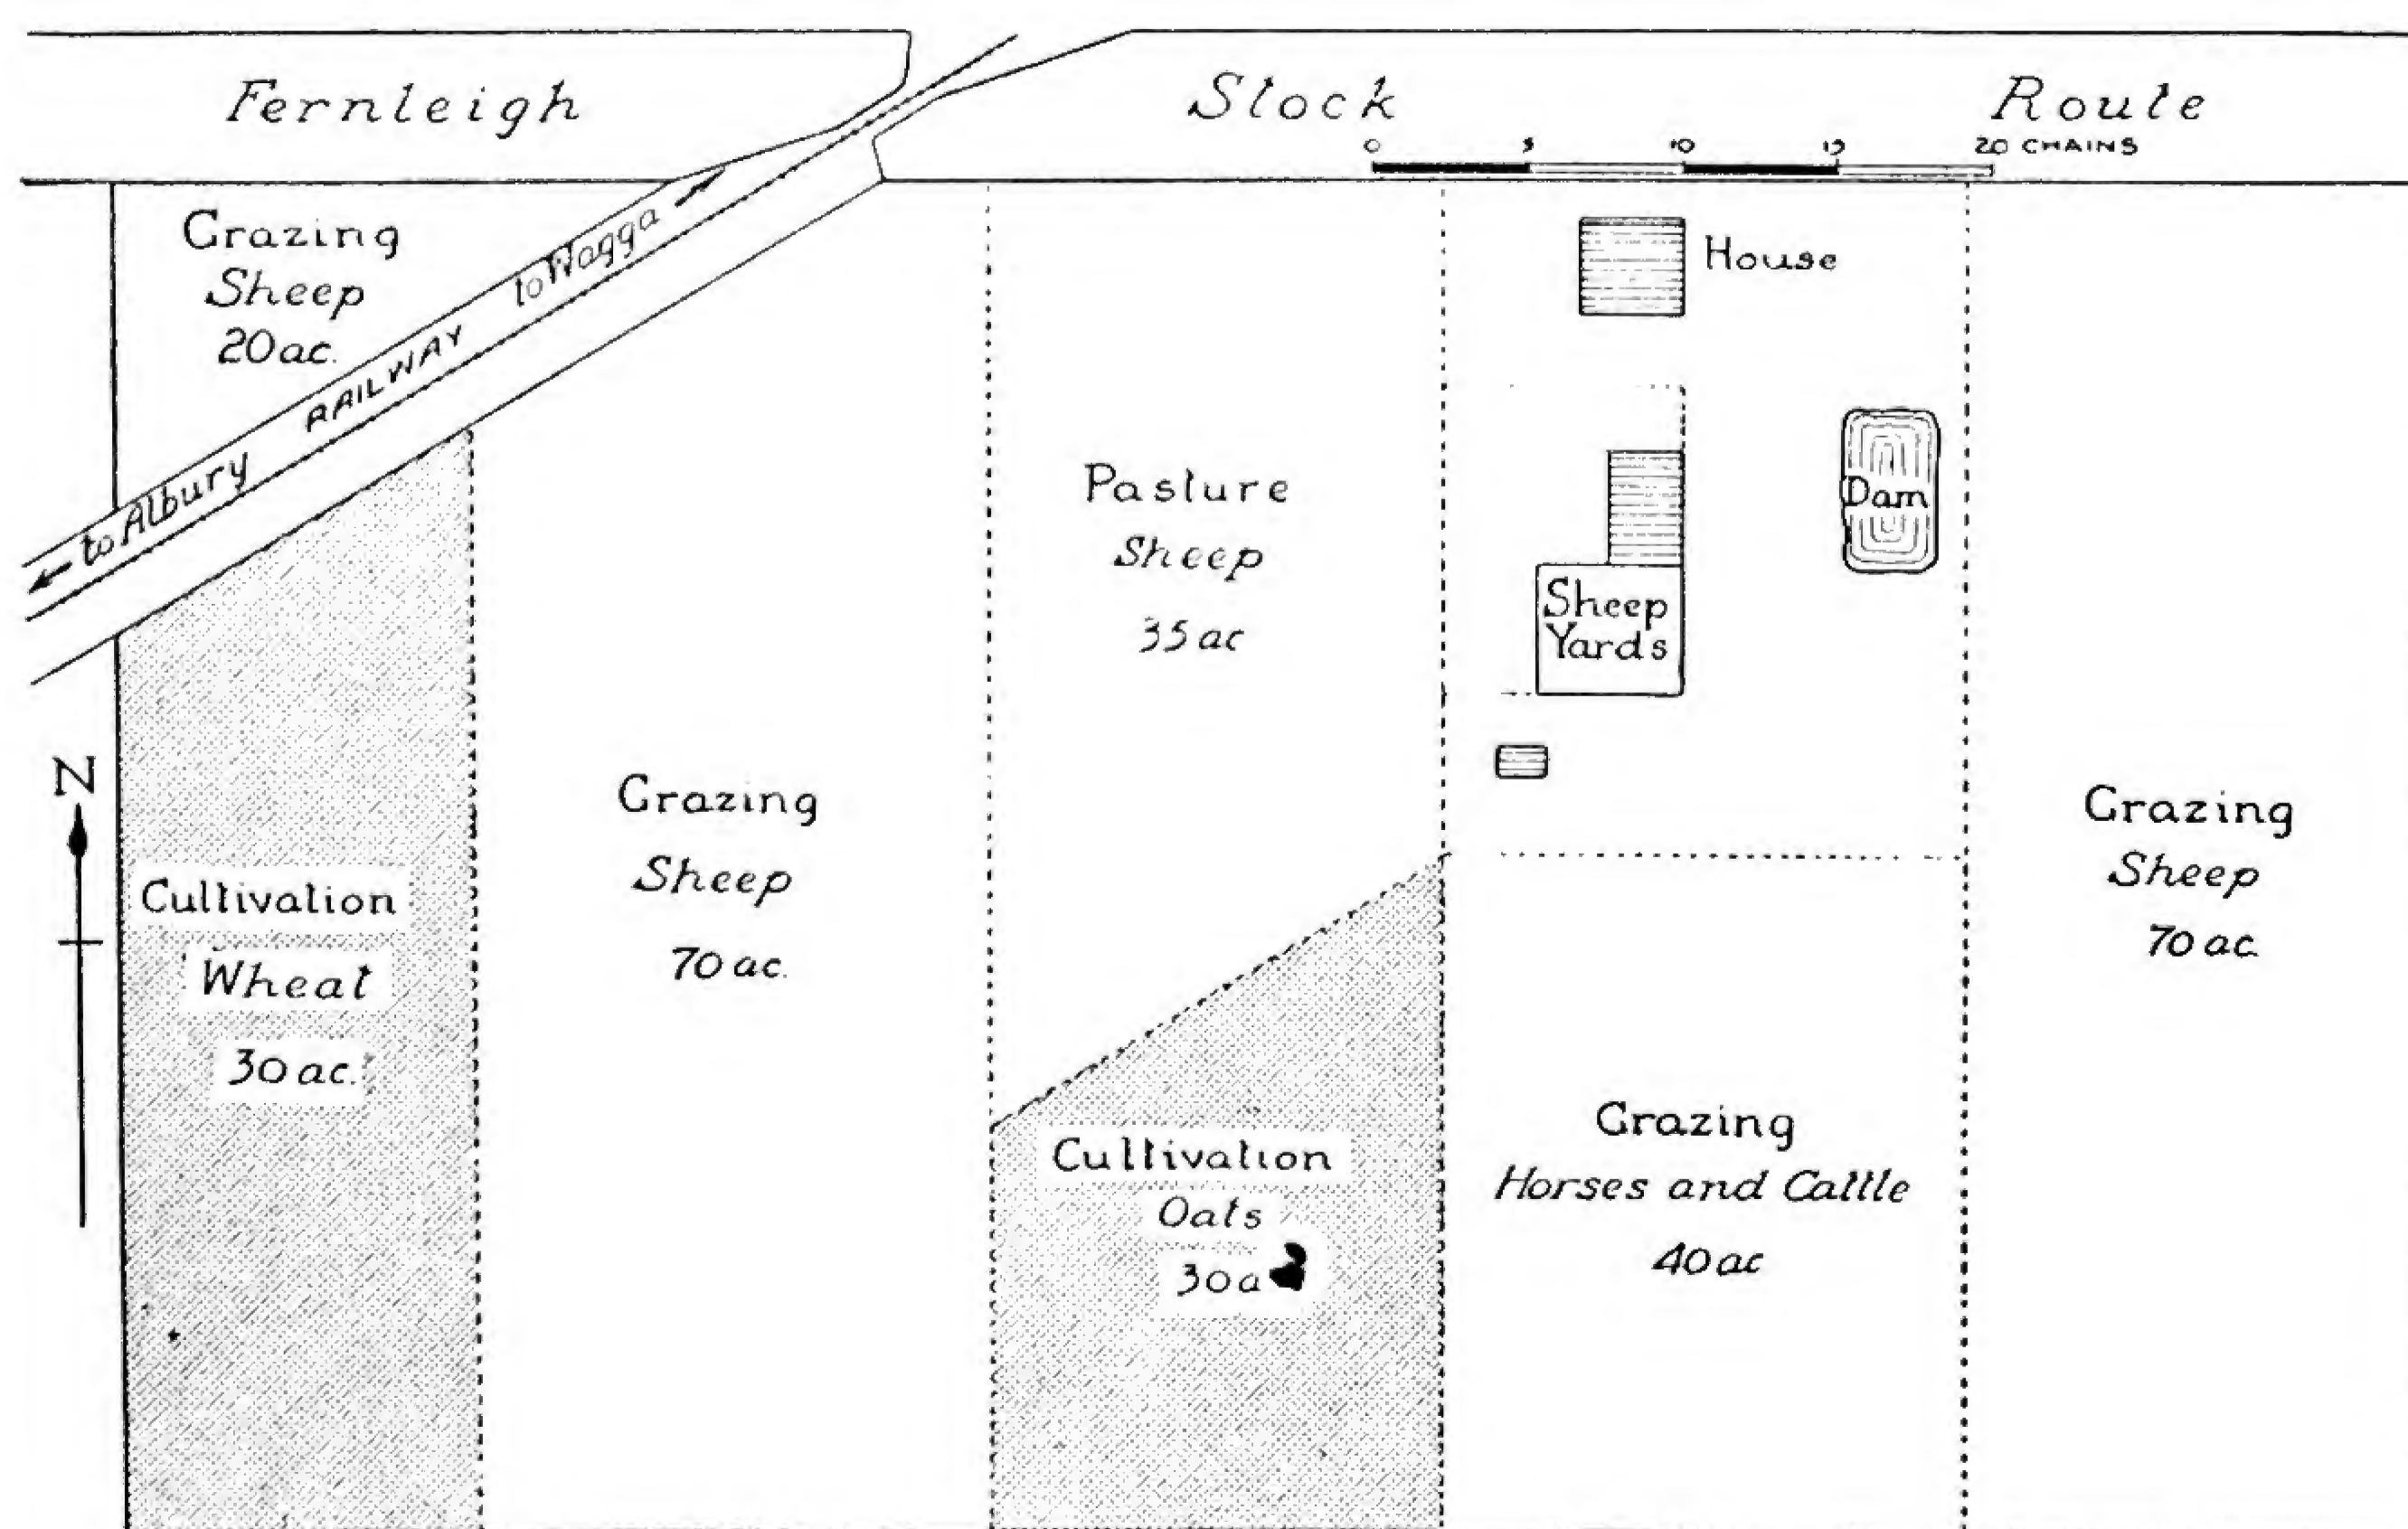 Fernleigh Stock Route
0 5 10 15 20 CHAINS
Grazing
Sheep
20 ac.
to Wagga
RAILWAY
to Albury
House
Dam
Sheep
Yards
Pasture
Sheep
35 ac
N
Grazing
Sheep
70 ac.
Grazing
Sheep
70 ac.
Cultivation
Wheat
30 ac.
Cultivation
Oats
30 a
Grazing
Horses and Cattle
40 ac